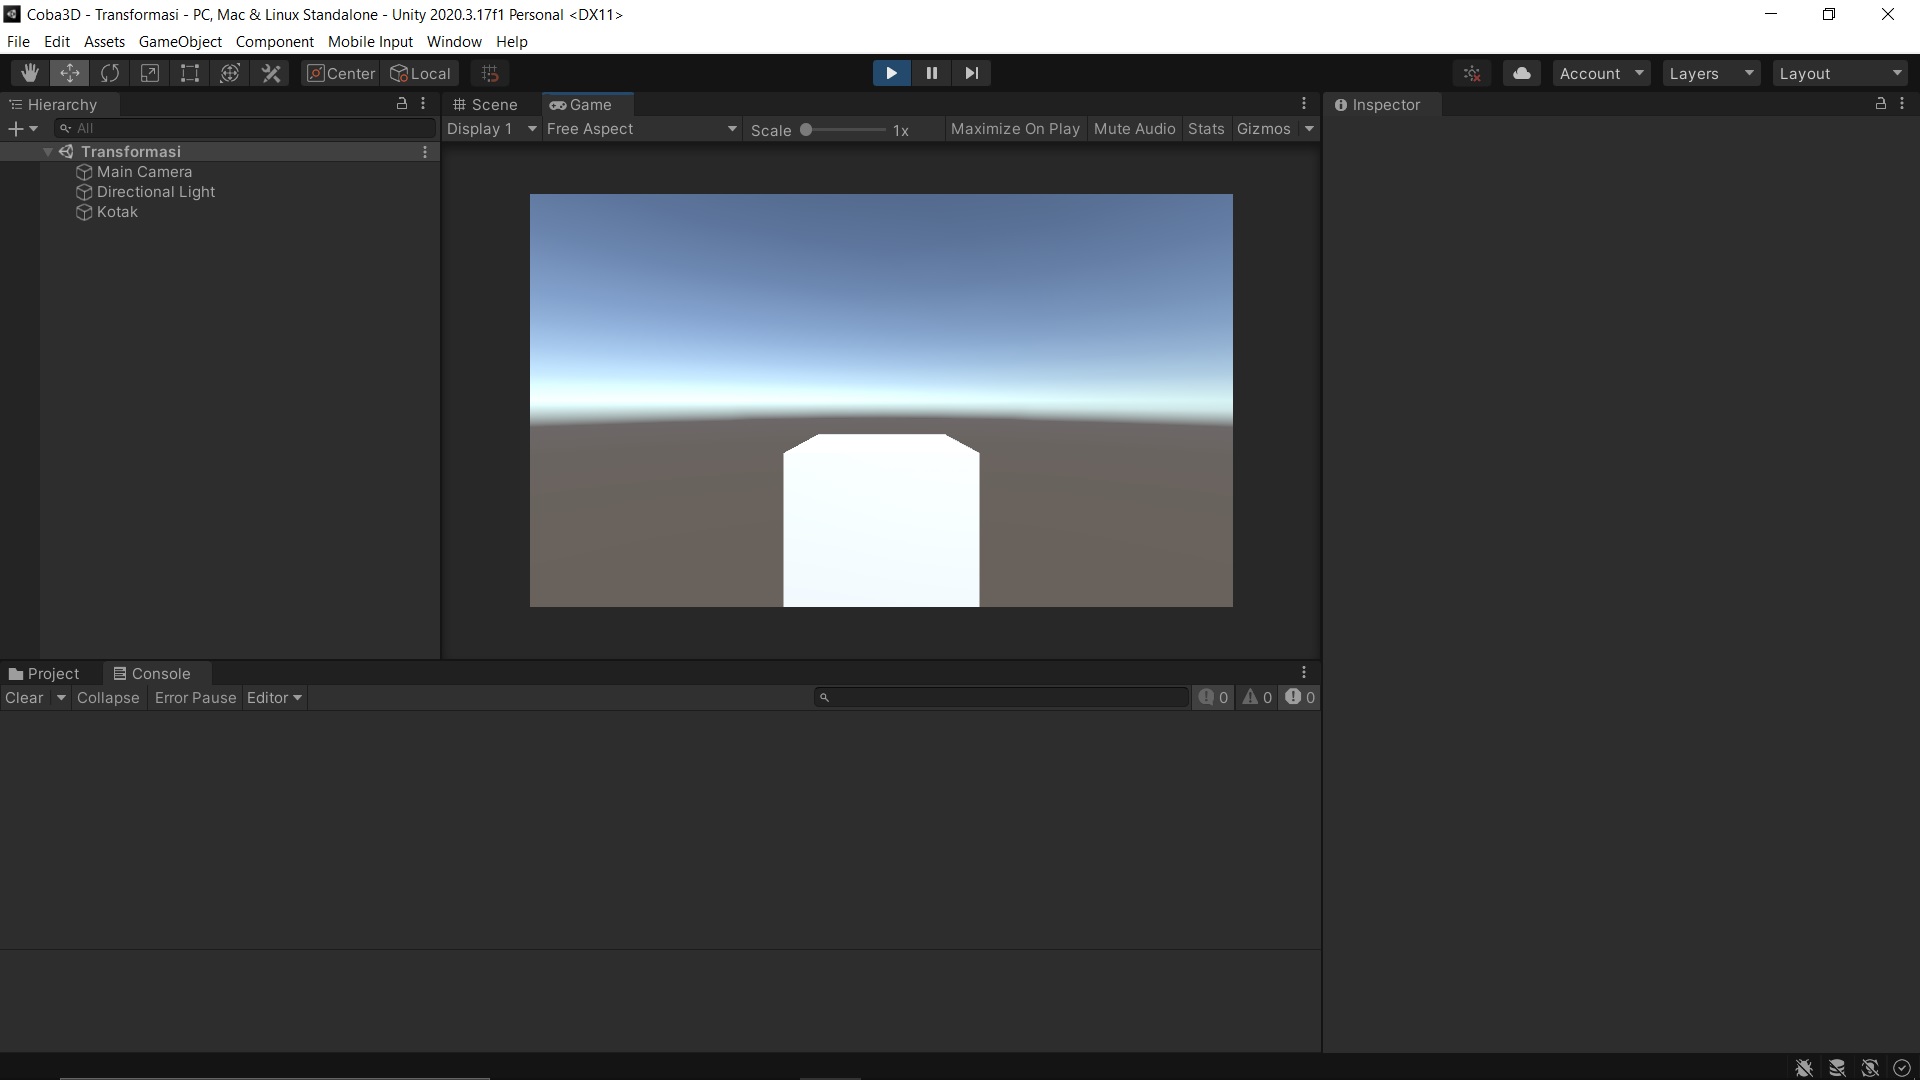 Coba3D - Transformasi - PC, Mac & Linux Standalone - Unity 2020.3.17f1 Personal <DX11>
File Edit Assets GameObject Component Mobile Input Window Help
Center Local Account Layers Layout
Hierarchy Scene Game Inspector
All Display 1 Free Aspect Scale 1x Maximize On Play Mute Audio Stats Gizmos
Transformasi
Main Camera
Directional Light
Kotak
Project Console
Clear Collapse Error Pause Editor 0 0 0